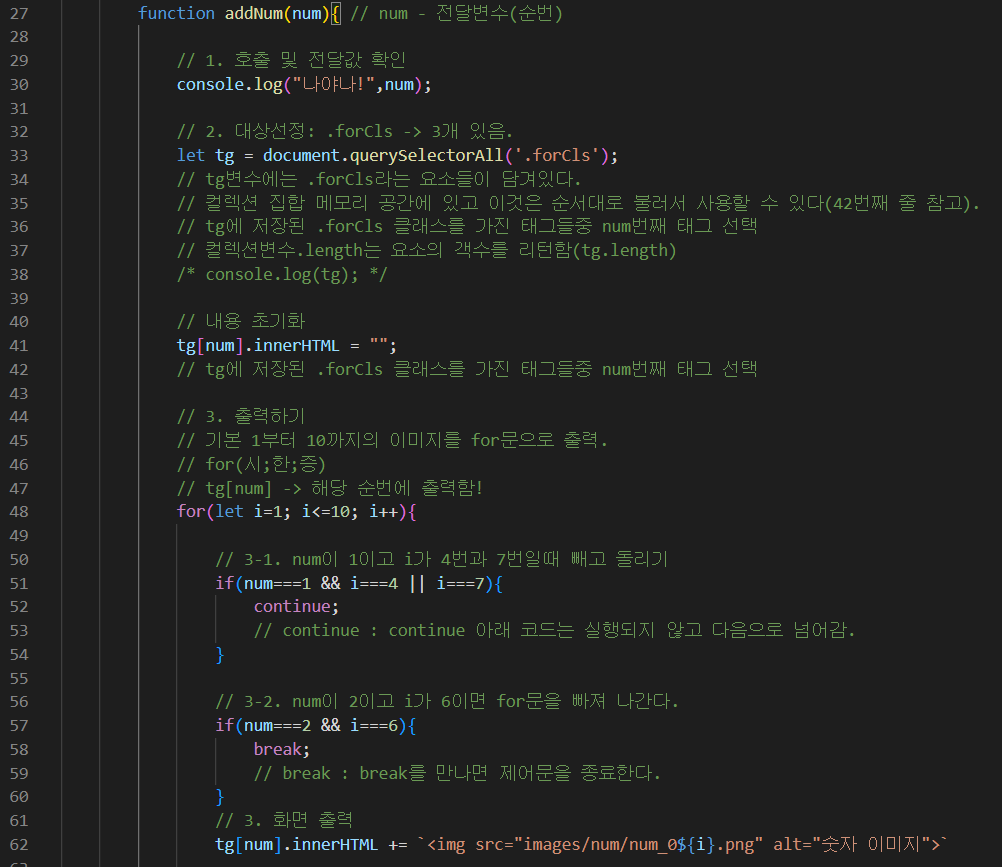 27 function addNum(num){ // num - 전달변수(순번)
28
29 // 1. 호출 및 전달값 확인
30 console.log("나야나!",num);
31
32 // 2. 대상선정: .forCls -> 3개 있음.
33 let tg = document.querySelectorAll('.forCls');
34 // tg변수에는 .forCls라는 요소들이 담겨있다.
35 // 컬렉션 집합 메모리 공간에 있고 이것은 순서대로 불러서 사용할 수 있다(42번째 줄 참고).
36 // tg에 저장된 .forCls 클래스를 가진 태그들중 num번째 태그 선택
37 // 컬렉션변수.length는 요소의 갯수를 리턴함(tg.length)
38 /* console.log(tg); */
39
40 // 내용 초기화
41 tg[num].innerHTML = "";
42 // tg에 저장된 .forCls 클래스를 가진 태그들중 num번째 태그 선택
43
44 // 3. 출력하기
45 // 기본 1부터 10까지의 이미지를 for문으로 출력.
46 // for(시;한;증)
47 // tg[num] -> 해당 순번에 출력함!
48 for(let i=1; i<=10; i++){
49
50 // 3-1. num이 1이고 i가 4번과 7번일때 빼고 돌리기
51 if(num===1 && i===4 || i===7){
52 continue;
53 // continue : continue 아래 코드는 실행되지 않고 다음으로 넘어감.
54 }
55
56 // 3-2. num이 2이고 i가 6이면 for문을 빠져 나간다.
57 if(num===2 && i===6){
58 break;
59 // break : break를 만나면 제어문을 종료한다.
60 }
61 // 3. 화면 출력
62 tg[num].innerHTML += `<img src="images/num/num_0${i}.png" alt="숫자 이미지">`